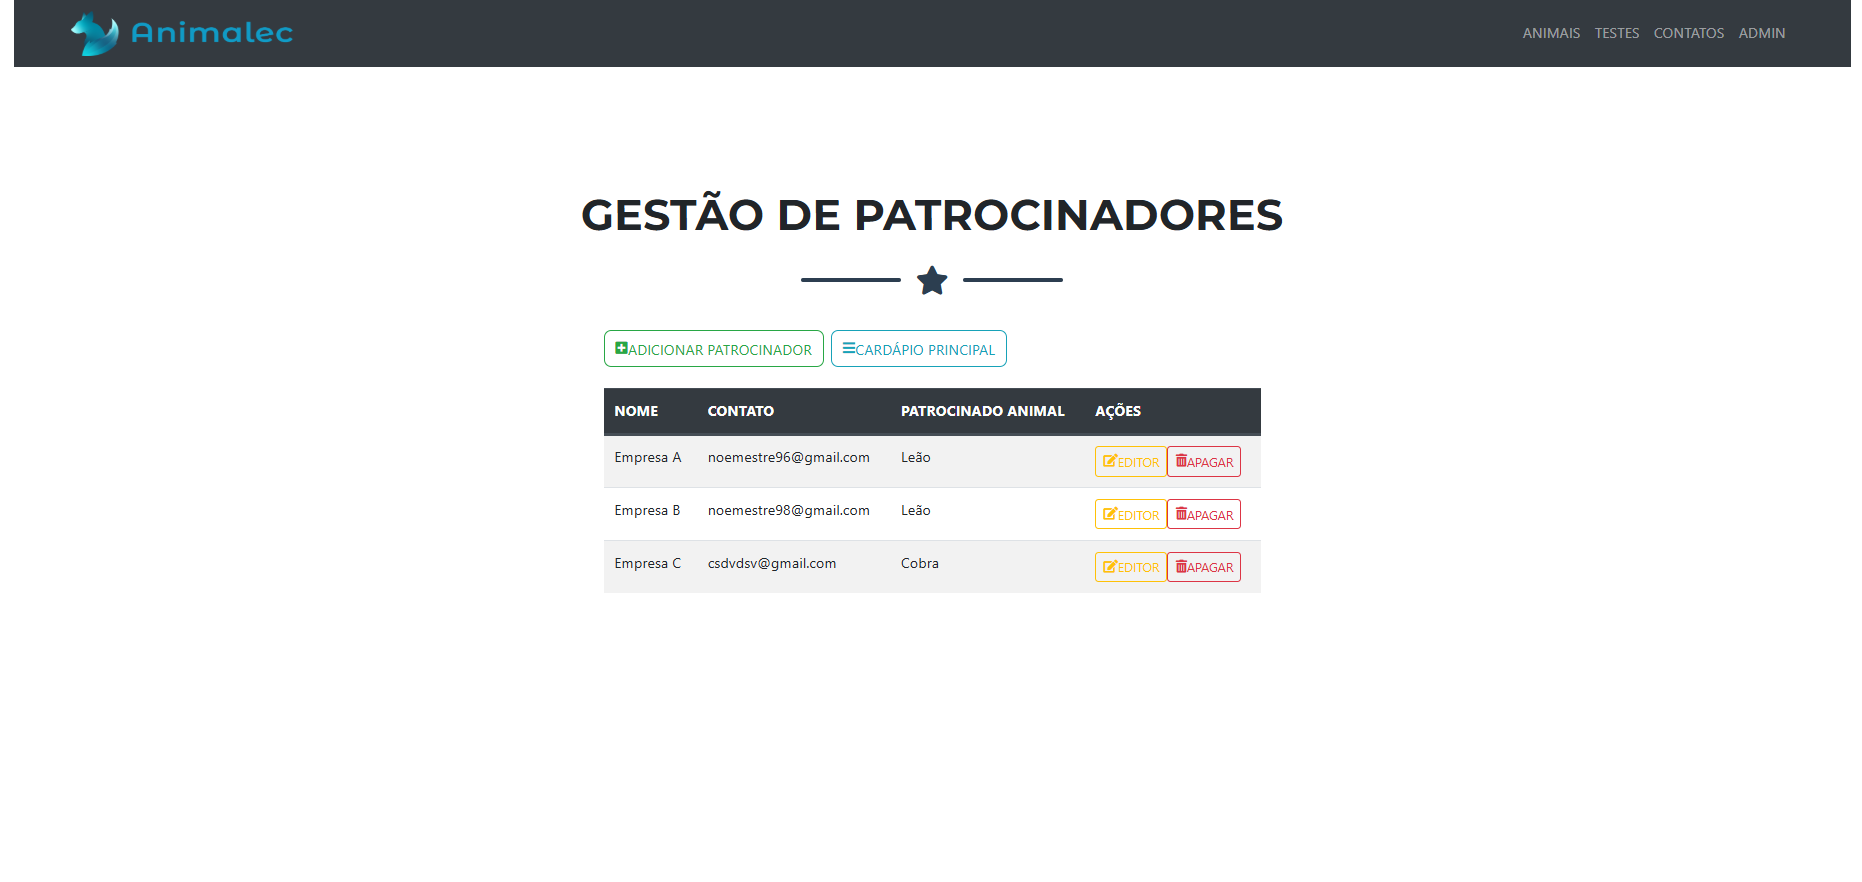 Animalec
ANIMAIS TESTES CONTATOS ADMIN
GESTÃO DE PATROCINADORES
ADICIONAR PATROCINADOR CARDÁPIO PRINCIPAL
NOME CONTATO PATROCINADO ANIMAL AÇÕES
Empresa A noemestre96@gmail.com Leão EDITOR APAGAR
Empresa B noemestre98@gmail.com Leão EDITOR APAGAR
Empresa C csdvdsv@gmail.com Cobra EDITOR APAGAR